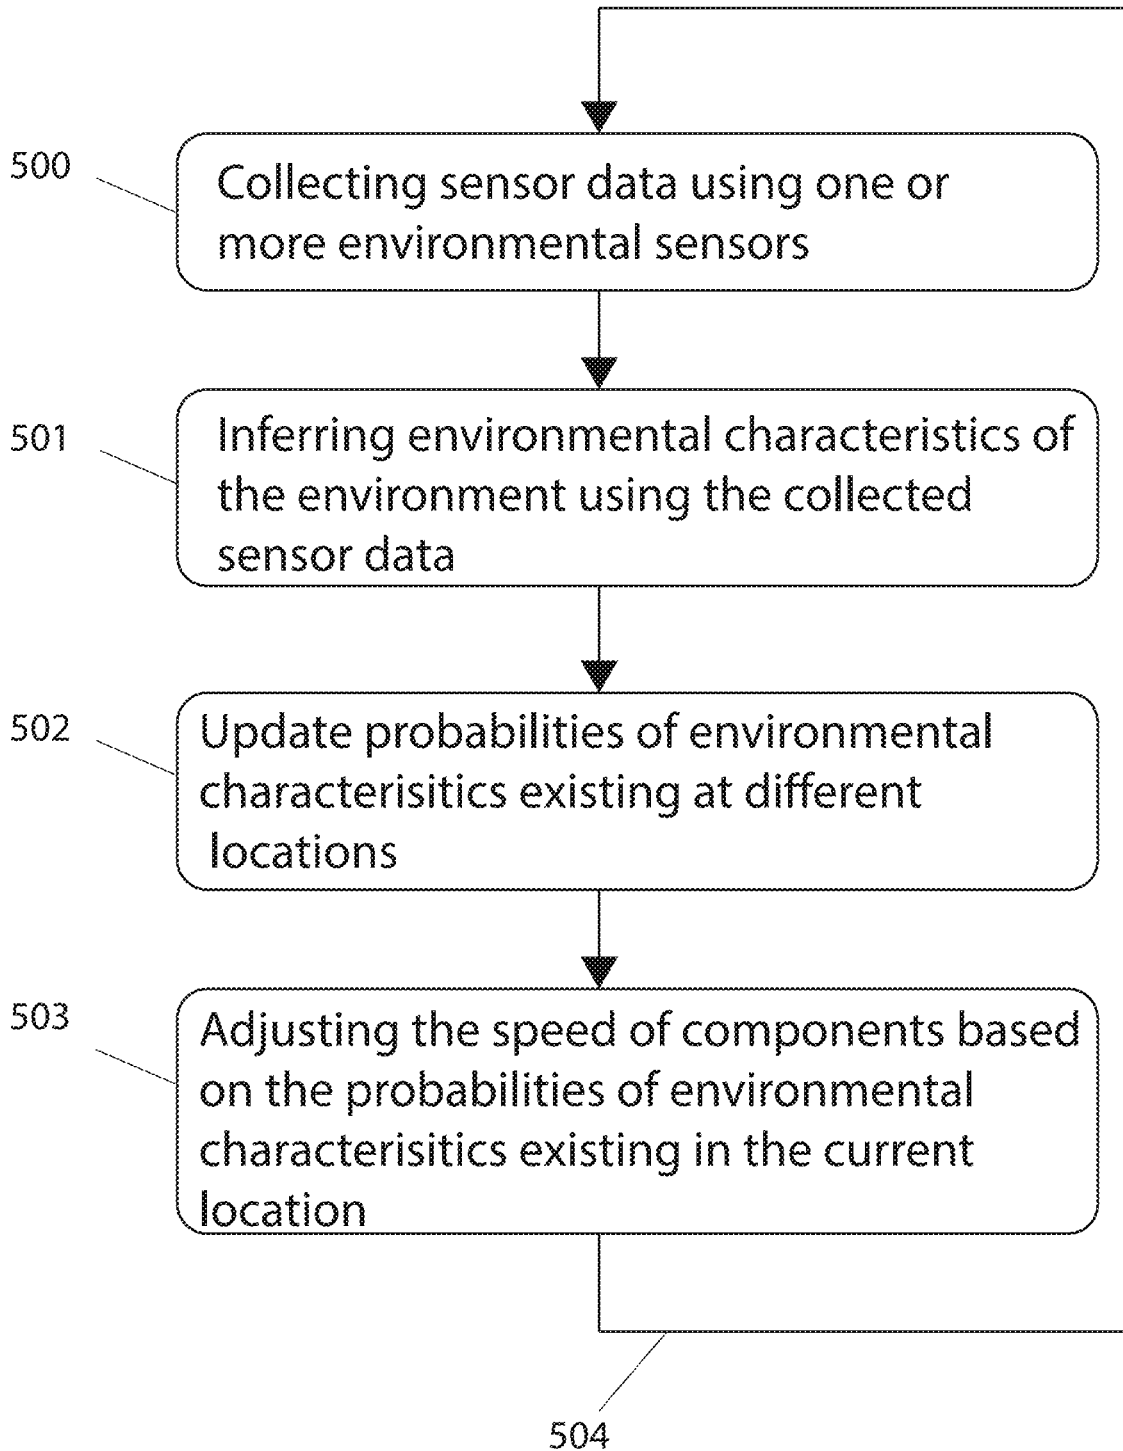 500
Collecting sensor data using one or
more environmental sensors
501
Inferring environmental characteristics of
the environment using the collected
sensor data
502
Update probabilities of environmental
characterisitics existing at different
locations
503
Adjusting the speed of components based
on the probabilities of environmental
characterisitics existing in the current
location
504